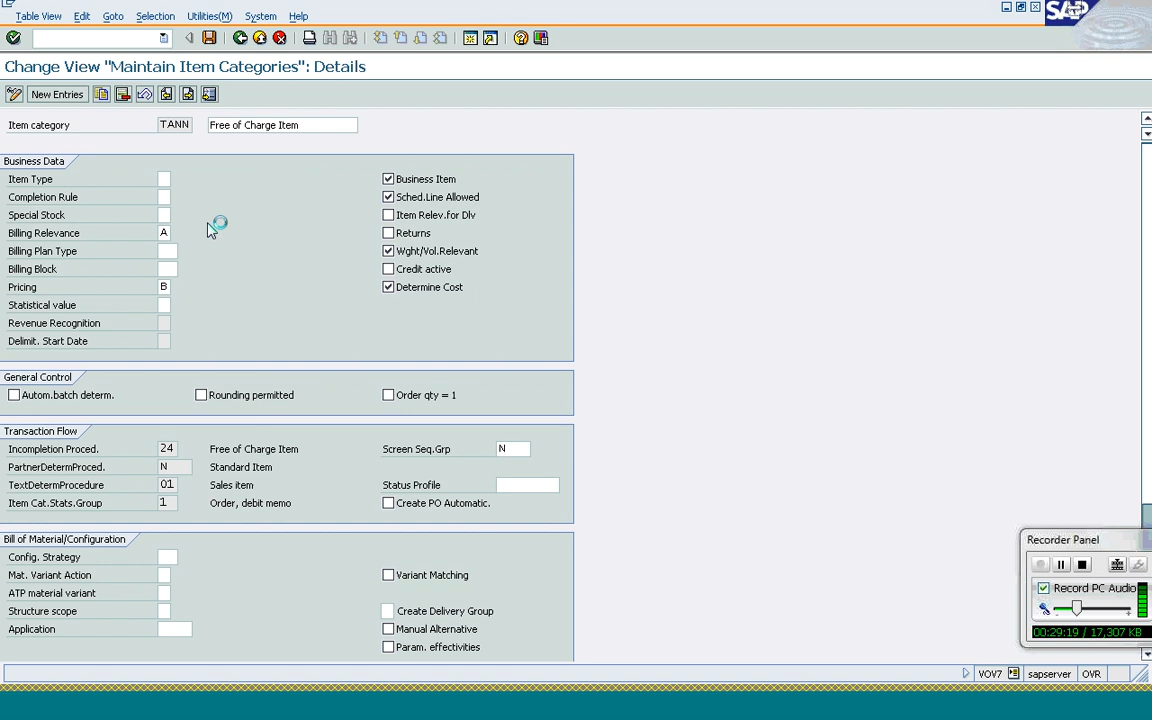 Table View Edit Goto Selection Utilities(M) System Help
SAP
Change View "Maintain Item Categories": Details
New Entries
Item category TANN Free of Charge Item
Business Data
Item Type Business Item
Completion Rule Sched.Line Allowed
Special Stock Item Relev.for Dlv
Billing Relevance A Returns
Billing Plan Type Wght/Vol.Relevant
Billing Block Credit active
Pricing B Determine Cost
Statistical value
Revenue Recognition
Delimit. Start Date
General Control
Autom.batch determ. Rounding permitted Order qty = 1
Transaction Flow
Incompletion Proced. 24 Free of Charge Item Screen Seq.Grp N
PartnerDetermProced. N Standard Item
TextDetermProcedure 01 Sales item Status Profile
Item Cat.Stats.Group 1 Order, debit memo Create PO Automatic.
Bill of Material/Configuration
Config. Strategy
Mat. Variant Action Variant Matching
ATP material variant
Structure scope Create Delivery Group
Application Manual Alternative
Param. effectivities
Recorder Panel
Record PC Audio
00:29:19 / 17,307 KB
VOV7 sapserver OVR